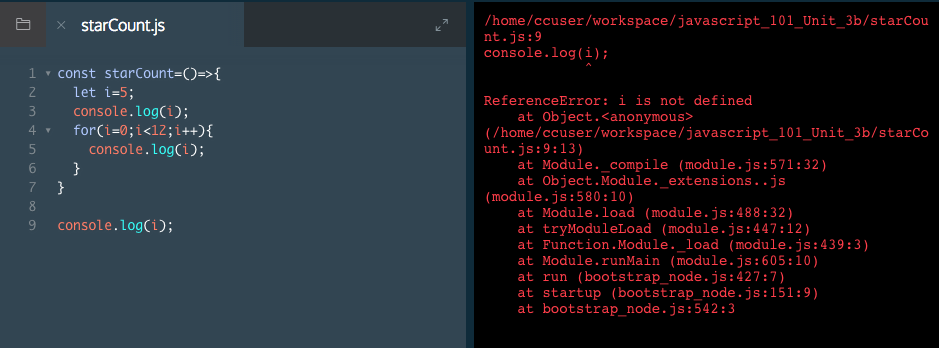 starCount.js
1 const starCount=()=>{
2 let i=5;
3 console.log(i);
4 for(i=0;i<12;i++){
5 console.log(i);
6 }
7 }
8
9 console.log(i);
/home/ccuser/workspace/javascript_101_Unit_3b/starCou
nt.js:9
console.log(i);
^
ReferenceError: i is not defined
at Object.<anonymous>
(/home/ccuser/workspace/javascript_101_Unit_3b/starCo
unt.js:9:13)
at Module._compile (module.js:571:32)
at Object.Module._extensions..js
(module.js:580:10)
at Module.load (module.js:488:32)
at tryModuleLoad (module.js:447:12)
at Function.Module._load (module.js:439:3)
at Module.runMain (module.js:605:10)
at run (bootstrap_node.js:427:7)
at startup (bootstrap_node.js:151:9)
at bootstrap_node.js:542:3